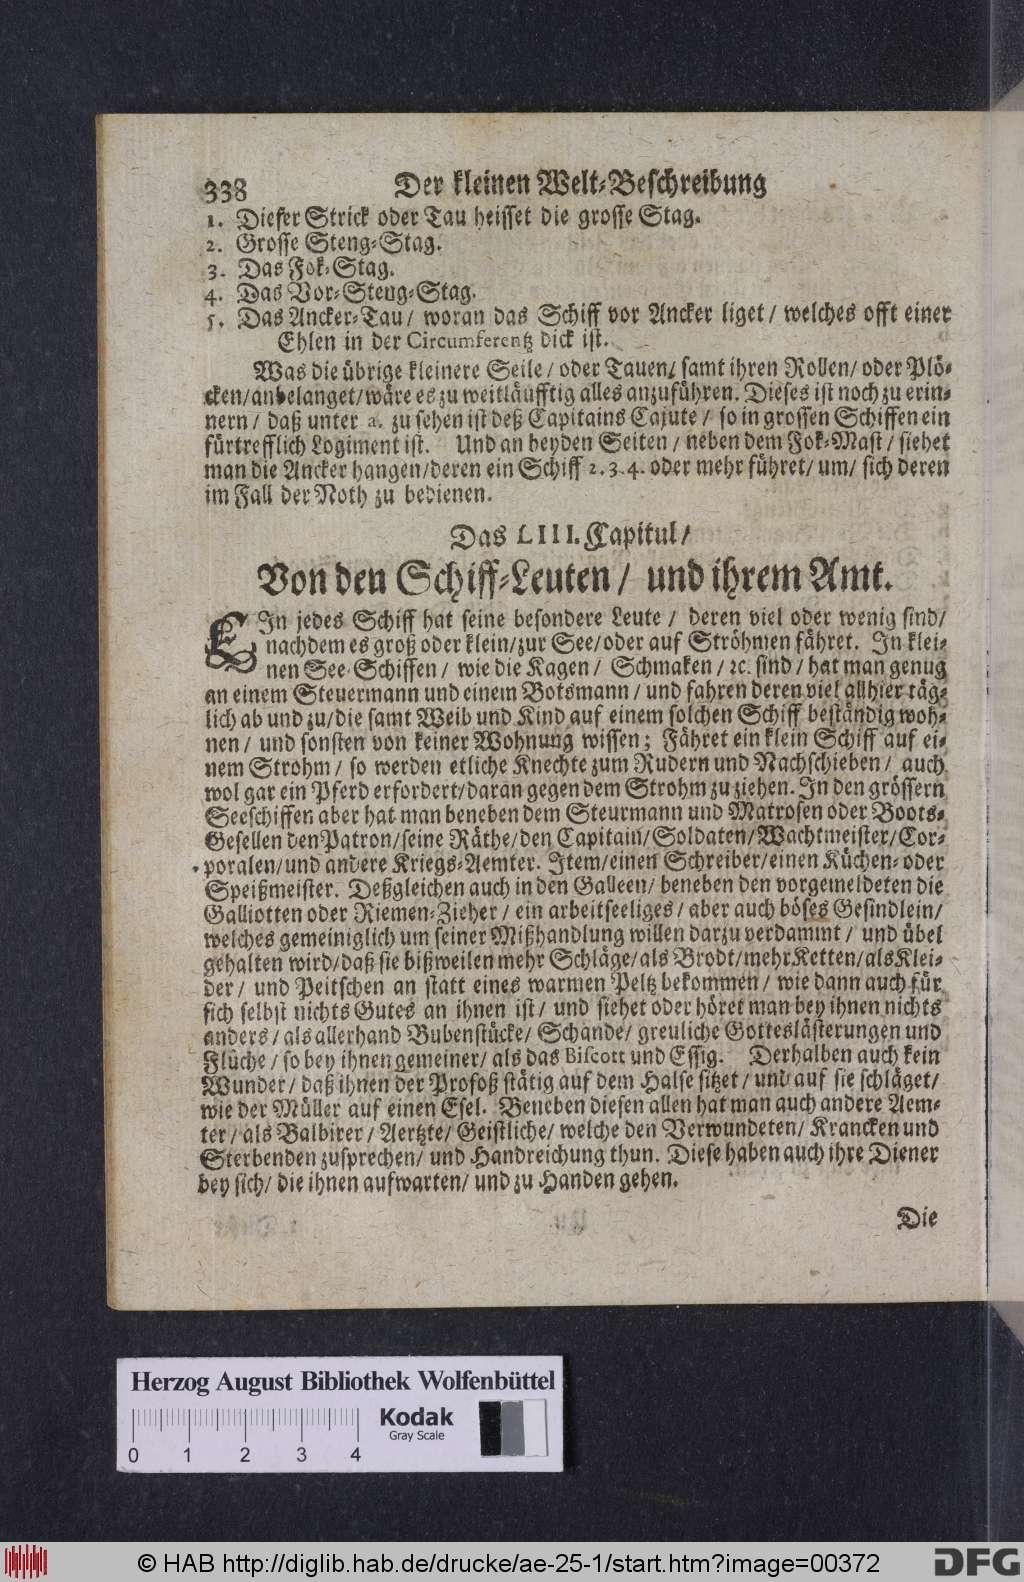 338 Der kleinen Welt-Beschreibung
1. Dieser Strick oder Tau heisset die grosse Stag.
2. Grosse Steng-Stag.
3. Das Fok-Stag.
4. Das Vor-Steng-Stag.
5. Das Ancker-Tau/ woran das Schiff vor Ancker liget/ welches offt einer
Ehlen in der Circumferentz dick ist.
Was die übrige kleinere Seile/ oder Tauen/ samt ihren Rollen/ oder Plö-
cken/ anbelanget/ wäre es zu weitläufftig alles anzuführen. Dieses ist noch zu erin-
nern/ daß unter a. zu sehen ist deß Capitains Cajute/ so in grossen Schiffen ein
fürtrefflich Logiment ist. Und an beyden Seiten/ neben dem Fok-Mast/ siehet
man die Ancker hangen/ deren ein Schiff 2.3.4. oder mehr führet/ um/ sich deren
im Fall der Noth zu bedienen.
Das LIII. Capitul/
Von den Schiff-Leuten/ und ihrem Amt.
EIn jedes Schiff hat seine besondere Leute/ deren viel oder wenig sind/
nachdem es groß oder klein/ zur See/ oder auf Ströhmen fähret. In klei-
nen See-Schiffen/ wie die Kagen/ Schmaken/ ꝛc. sind/ hat man genug
an einem Steuermann und einem Botsmann/ und fahren deren viel allhier täg-
lich ab und zu/ die samt Weib und Kind auf einem solchen Schiff beständig woh-
nen/ und sonsten von keiner Wohnung wissen; Fähret ein klein Schiff auf ei-
nem Strohm/ so werden etliche Knechte zum Rudern und Nachschieben/ auch
wol gar ein Pferd erfordert/ daran gegen dem Strohm zu ziehen. In den grössern
Seeschiffen aber hat man beneben dem Steurmann und Matrosen oder Boots-
Gesellen den Patron/ seine Räthe/ den Capitain/ Soldaten/ Wachtmeister/ Cor-
poralen/ und andere Kriegs-Aemter. Item/ einen Schreiber/ einen Küchen- oder
Speißmeister. Deßgleichen auch in den Galleen/ beneben den vorgemeldeten die
Galliotten oder Riemen-Zieher/ ein arbeitseeliges/ aber auch böses Gesindlein/
welches gemeiniglich um seiner Mißhandlung willen darzu verdammt/ und übel
gehalten wird/ daß sie bißweilen mehr Schläge/ als Brodt/ mehr Ketten/ als Klei-
der/ und Peitschen an statt eines warmen Peltz bekommen/ wie dann auch für
sich selbst nichts Gutes an ihnen ist/ und siehet oder höret man bey ihnen nichts
anders/ als allerhand Bubenstücke/ Schande/ greuliche Gotteslästerungen und
Flüche/ so bey ihnen gemeiner/ als das Biscott und Essig. Derhalben auch kein
Wunder/ daß ihnen der Profoß stätig auf dem Halse sitzet/ und auf sie schläget/
wie der Müller auf einen Esel. Beneben diesen allen hat man auch andere Aem-
ter/ als Balbirer/ Aertzte/ Geistliche/ welche den Verwundeten/ Krancken und
Sterbenden zusprechen/ und Handreichung thun. Diese haben auch ihre Diener
bey sich/ die ihnen aufwarten/ und zu Handen gehen.
Die
Herzog August Bibliothek Wolfenbüttel
Kodak
Gray Scale
0 1 2 3 4
© HAB http://diglib.hab.de/drucke/ae-25-1/start.htm?image=00372
DFG